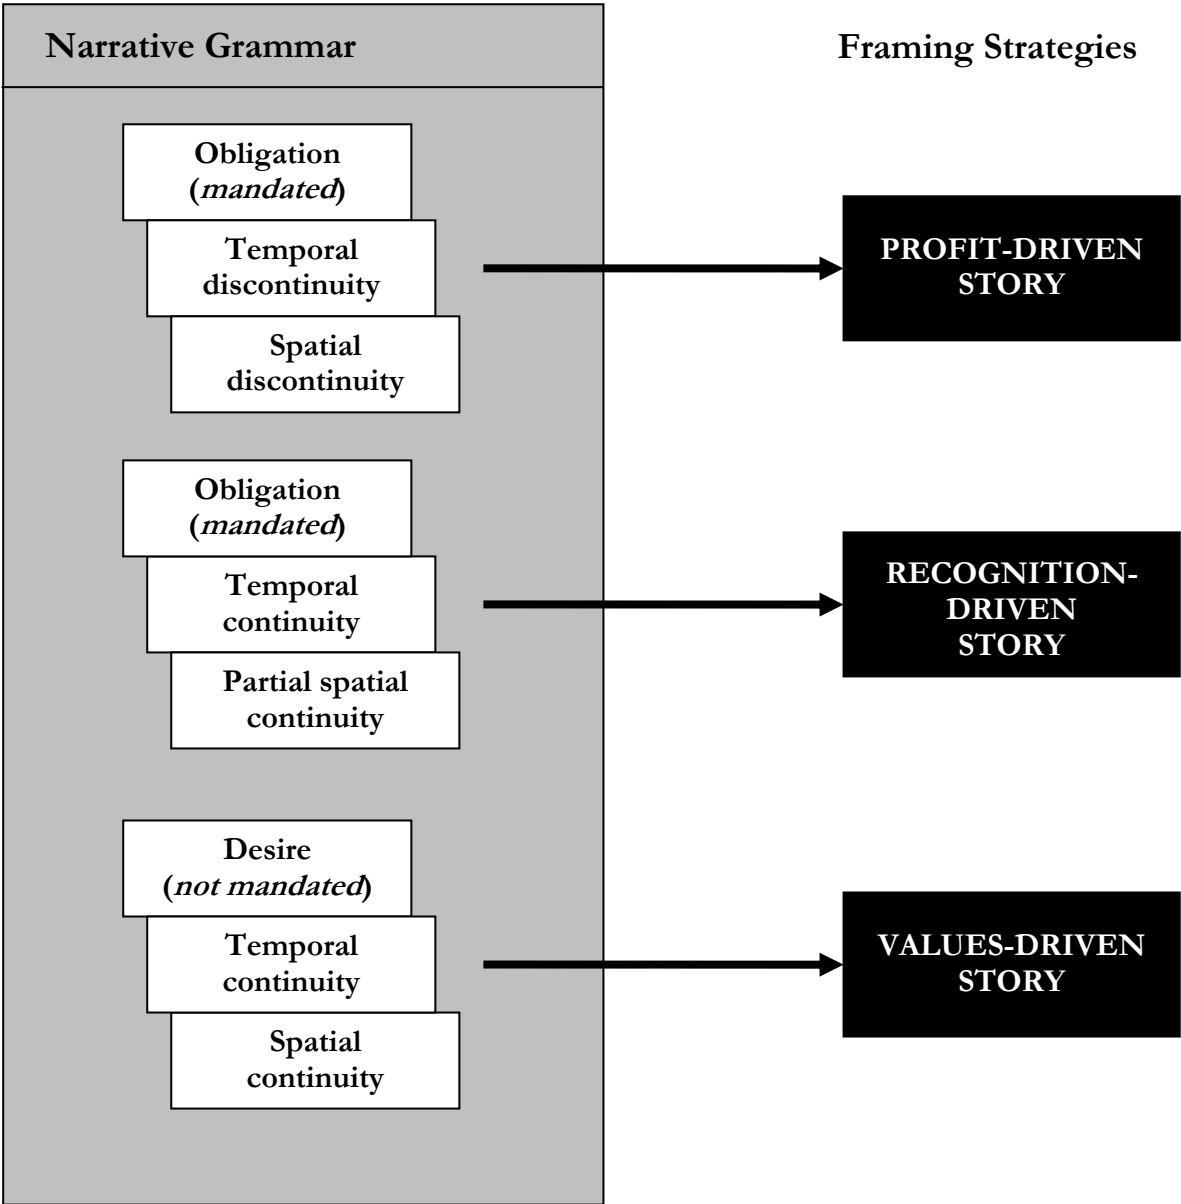 Narrative Grammar
Framing Strategies
Obligation
(mandated)
Temporal
discontinuity
Spatial
discontinuity
PROFIT-DRIVEN
STORY
Obligation
(mandated)
Temporal
continuity
Partial spatial
continuity
RECOGNITION-
DRIVEN
STORY
Desire
(not mandated)
Temporal
continuity
Spatial
continuity
VALUES-DRIVEN
STORY